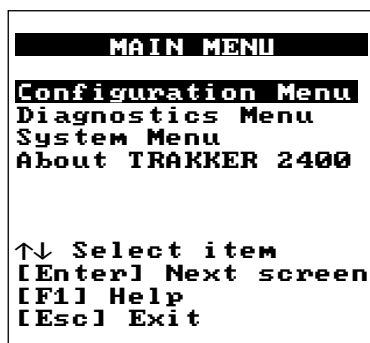 MAIN MENU
Configuration Menu
Diagnostics Menu
System Menu
About TRAKKER 2400
↑↓ Select item
[Enter] Next screen
[F1] Help
[Esc] Exit